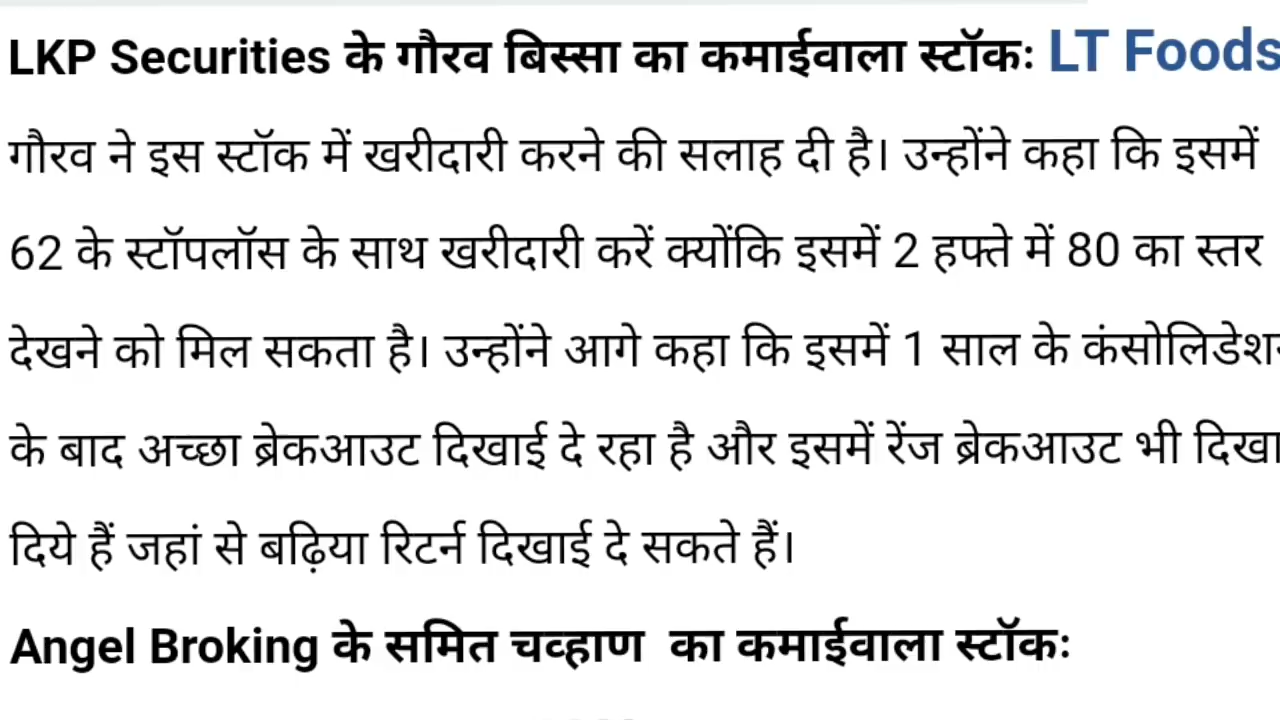 LKP Securities के गौरव बिस्सा का कमाईवाला स्टॉकः LT Foods
गौरव ने इस स्टॉक में खरीदारी करने की सलाह दी है। उन्होंने कहा कि इसमें
62 के स्टॉपलॉस के साथ खरीदारी करें क्योंकि इसमें 2 हफ्ते में 80 का स्तर
देखने को मिल सकता है। उन्होंने आगे कहा कि इसमें 1 साल के
के बाद अच्छा ब्रेकआउट दिखाई दे रहा है और इसमें रेंज ब्रेकआउट भी
दिये हैं जहां से बढ़िया रिटर्न दिखाई दे सकते हैं।
Angel Broking के समित चव्हाण का कमाईवाला स्टॉकः